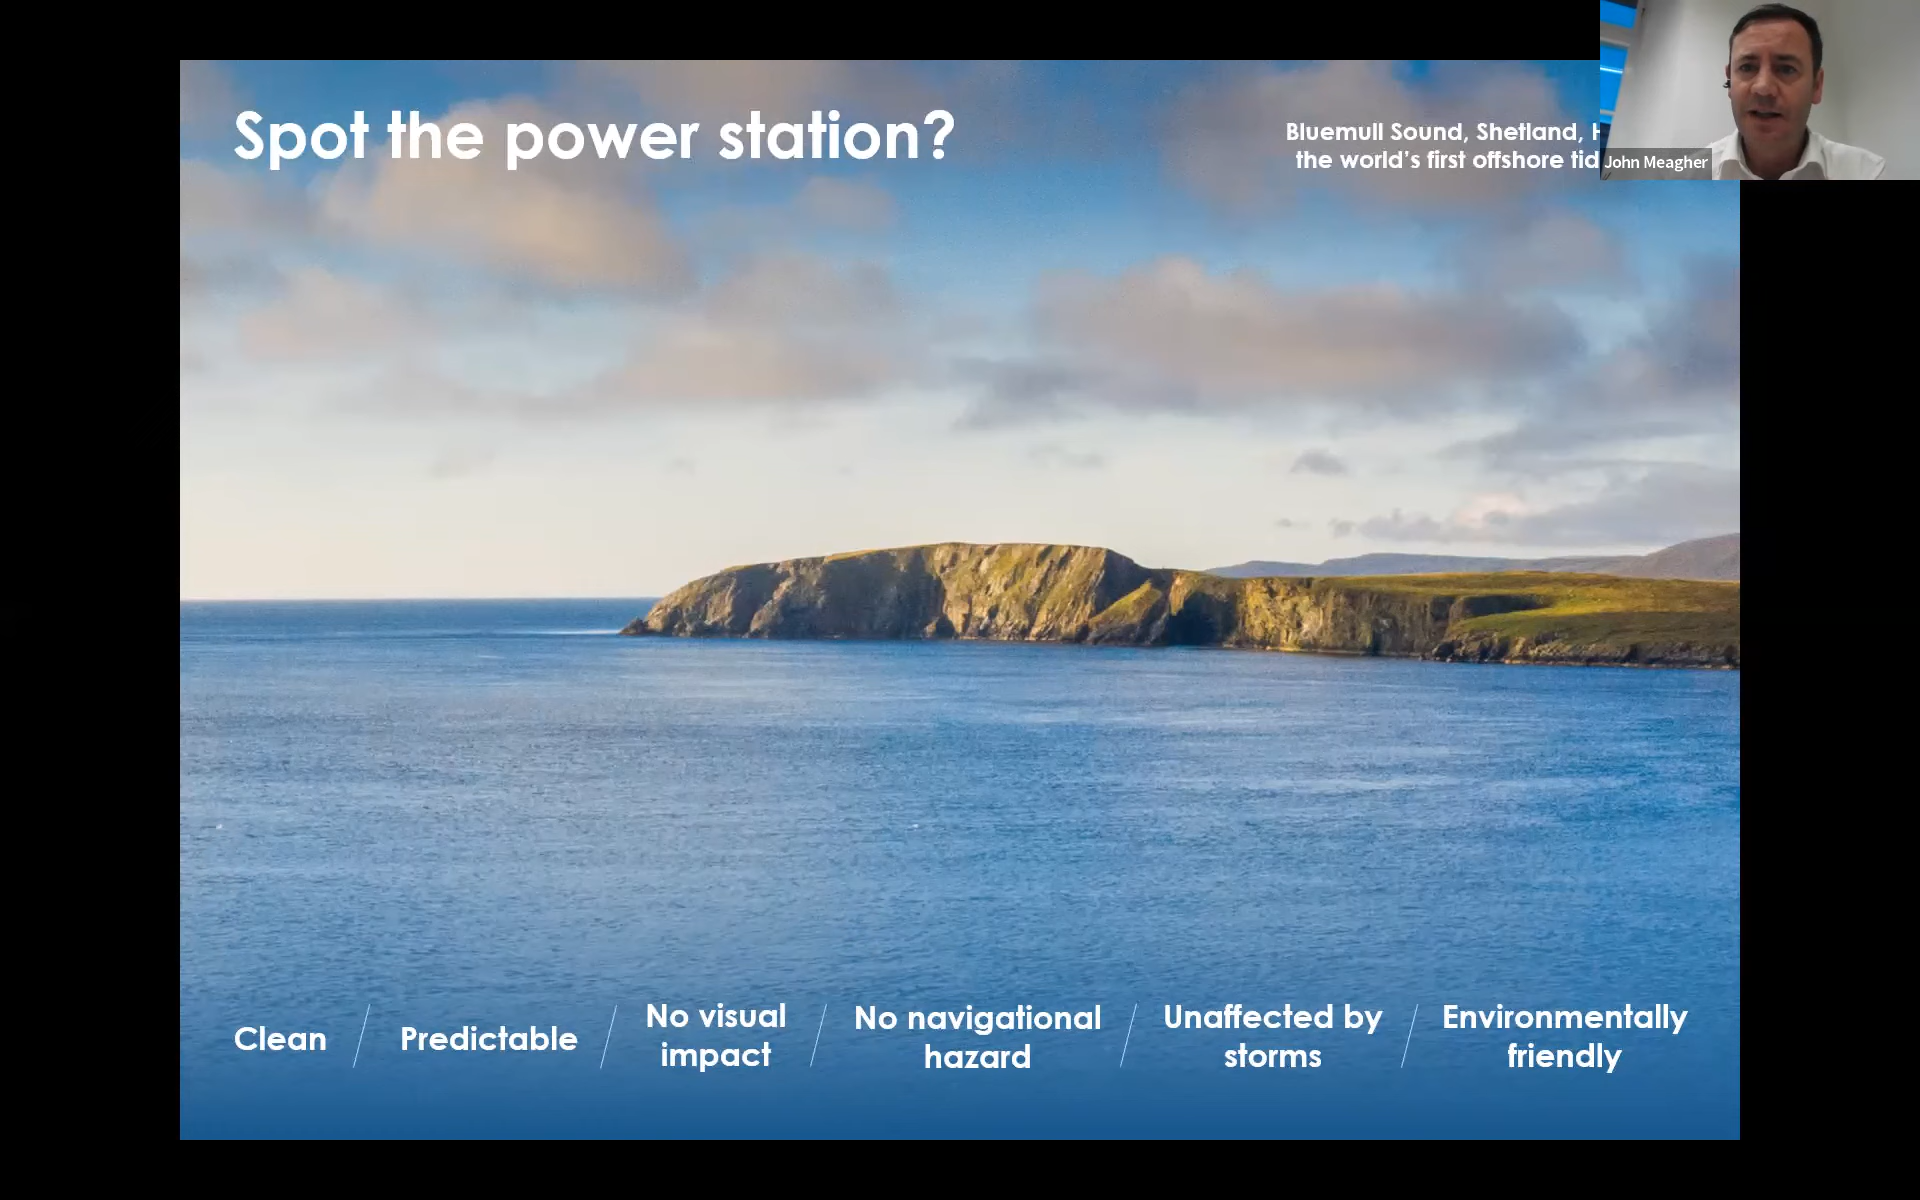 Spot the power station?
Bluemull Sound, Shetland,
the world's first offshore
John Meagher
Clean
Predictable
No visual
impact
No navigational
hazard
Unaffected by
storms
Environmentally
friendly